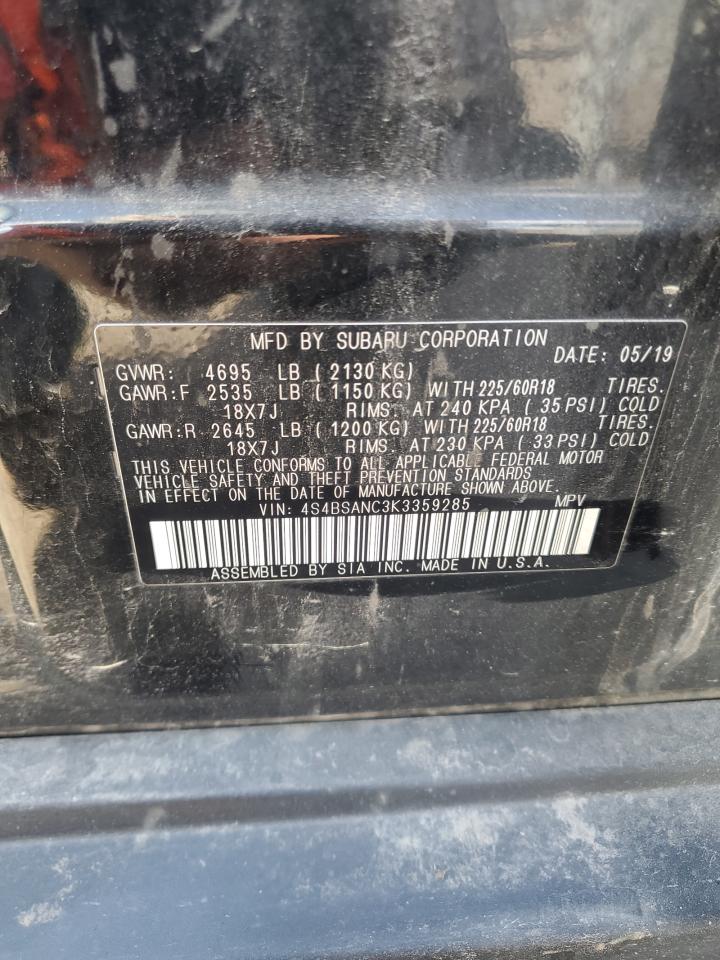 MFD BY SUBARU CORPORATION
DATE: 05/19
GVWR: 4695 LB ( 2130 KG)
GAWR:F 2535 LB ( 1150 KG) WITH 225/60R18 TIRES.
18X7J RIMS. AT 240 KPA ( 35 PSI) COLD
GAWR:R 2645 LB ( 1200 KG) WITH 225/60R18 TIRES.
18X7J RIMS AT 230 KPA ( 33 PSI) COLD
THIS VEHICLE CONFORMS TO ALL APPLICABLE FEDERAL MOTOR
VEHICLE SAFETY AND THEFT PREVENTION STANDARDS
IN EFFECT ON THE DATE OF MANUFACTURE SHOWN ABOVE.
VIN: 4S4BSANC3K3359285 MPV
ASSEMBLED BY SIA INC. MADE IN U.S.A.